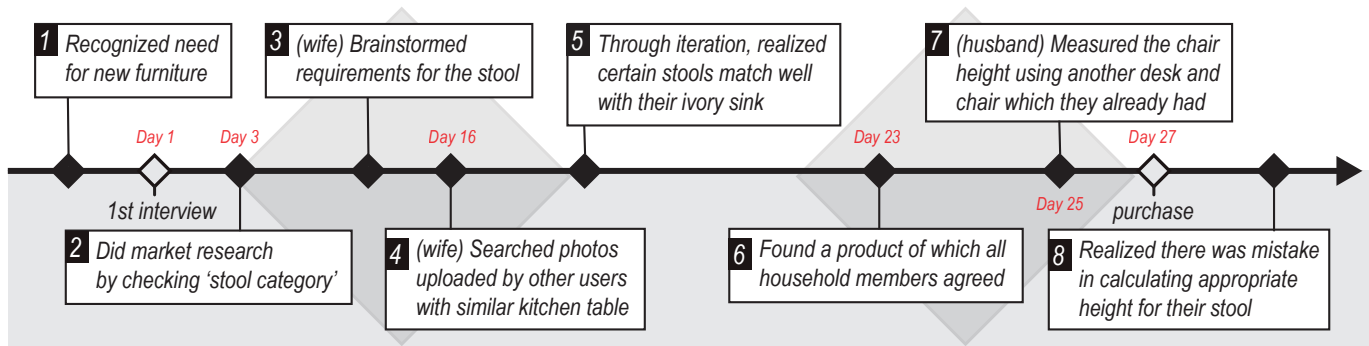 1 Recognized need
for new furniture
3 (wife) Brainstormed
requirements for the stool
5 Through iteration, realized
certain stools match well
with their ivory sink
7 (husband) Measured the chair
height using another desk and
chair which they already had
Day 1
Day 3
Day 16
Day 23
Day 27
1st interview
Day 25
purchase
2 Did market research
by checking ‘stool category’
4 (wife) Searched photos
uploaded by other users
with similar kitchen table
6 Found a product of which all
household members agreed
8 Realized there was mistake
in calculating appropriate
height for their stool